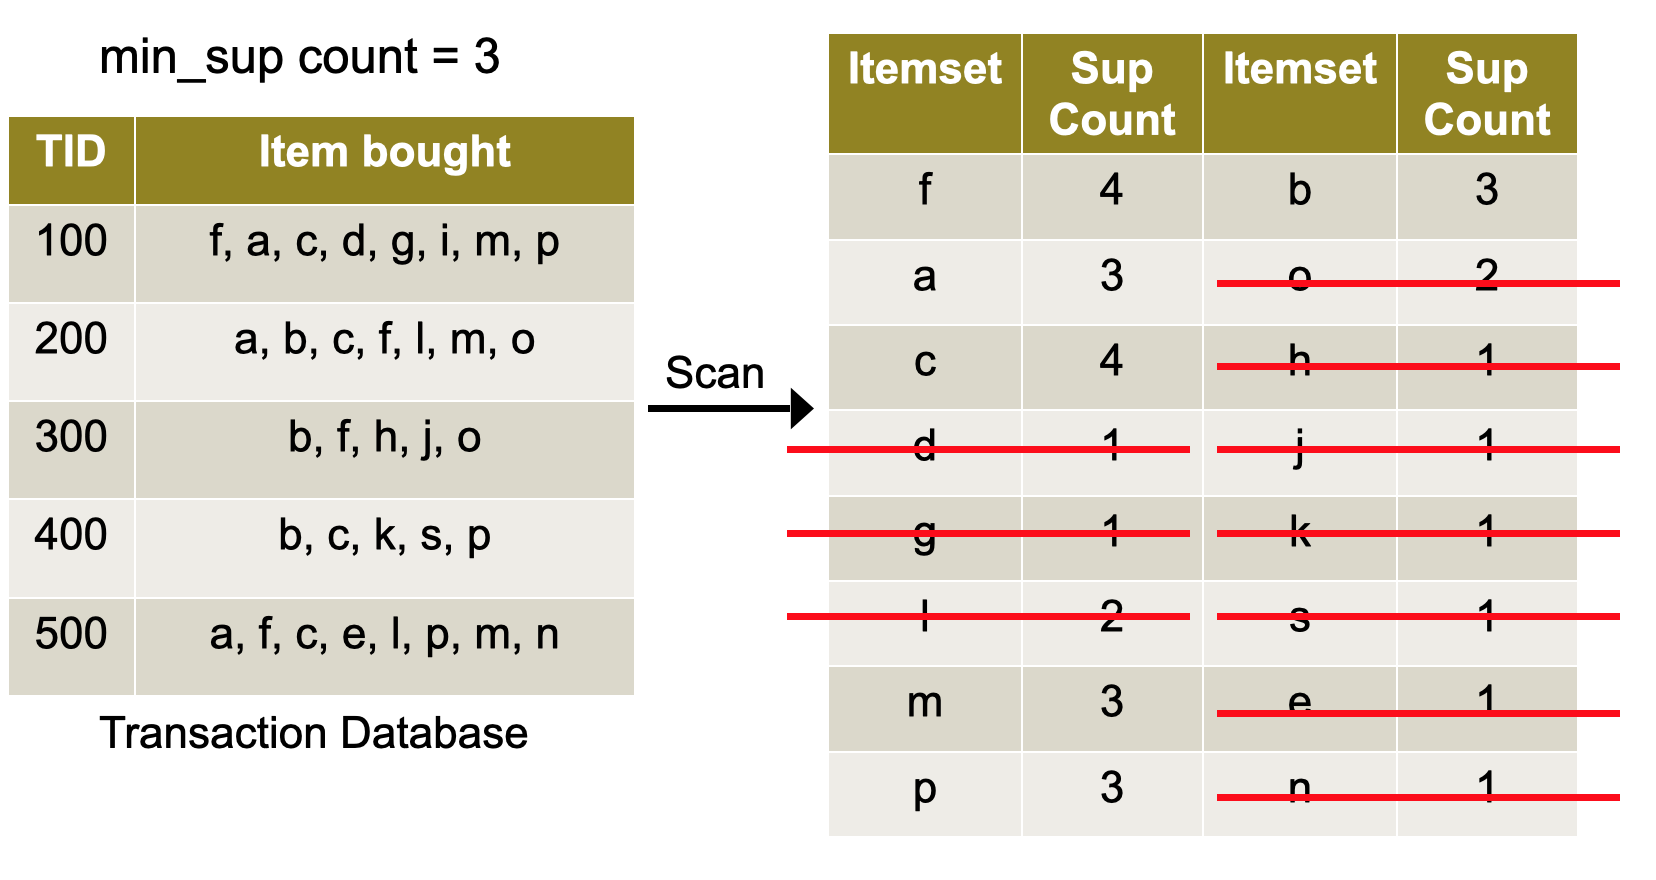 min_sup count = 3
TID Item bought
100 f, a, c, d, g, i, m, p
200 a, b, c, f, l, m, o
300 b, f, h, j, o
400 b, c, k, s, p
500 a, f, c, e, l, p, m, n
Transaction Database
Scan
Itemset Sup Count Itemset Sup Count
f 4 b 3
a 3 o 2
c 4 h 1
d 1 j 1
g 1 k 1
l 2 s 1
m 3 e 1
p 3 n 1